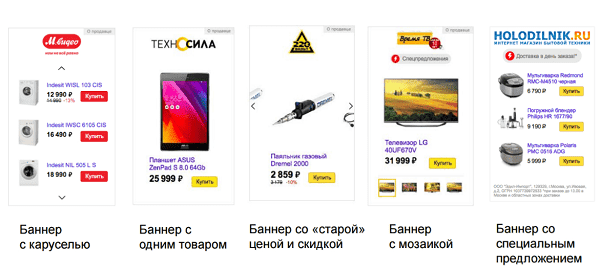 О продавце
М.видео
Indesit WISL 103 CIS
12 990 ₽
14 990 -13%
Купить
Indesit IWSC 6105 CIS
16 490 ₽
Купить
Indesit NIL 505 L S
18 990 ₽
Купить
Баннер
с каруселью
О продавце
ТЕХНОСИЛА
Планшет ASUS
ZenPad S 8.0 64Gb
25 999 ₽
Купить
Баннер с
одним товаром
О продавце
220
Паяльник газовый
Dremel 2000
2 859 ₽
3 179 -10%
Купить
Баннер со «старой»
ценой и скидкой
О продавце
Время ТВ
Спецпредложения
Телевизор LG
40UF670V
31 999 ₽
Купить
Баннер
с мозаикой
О продавце
HOLODILNIK.RU
ИНТЕРНЕТ МАГАЗИН БЫТОВОЙ ТЕХНИКИ
Доставка в день заказа!*
Мультиварка Redmond
RMC-M4510 черная
6 790 ₽
Купить
Погружной блендер
Philips HR 1677/90
9 190 ₽
Купить
Мультиварка Polaris
PMC 0516 ADG
5 999 ₽
Купить
Баннер со
специальным
предложением